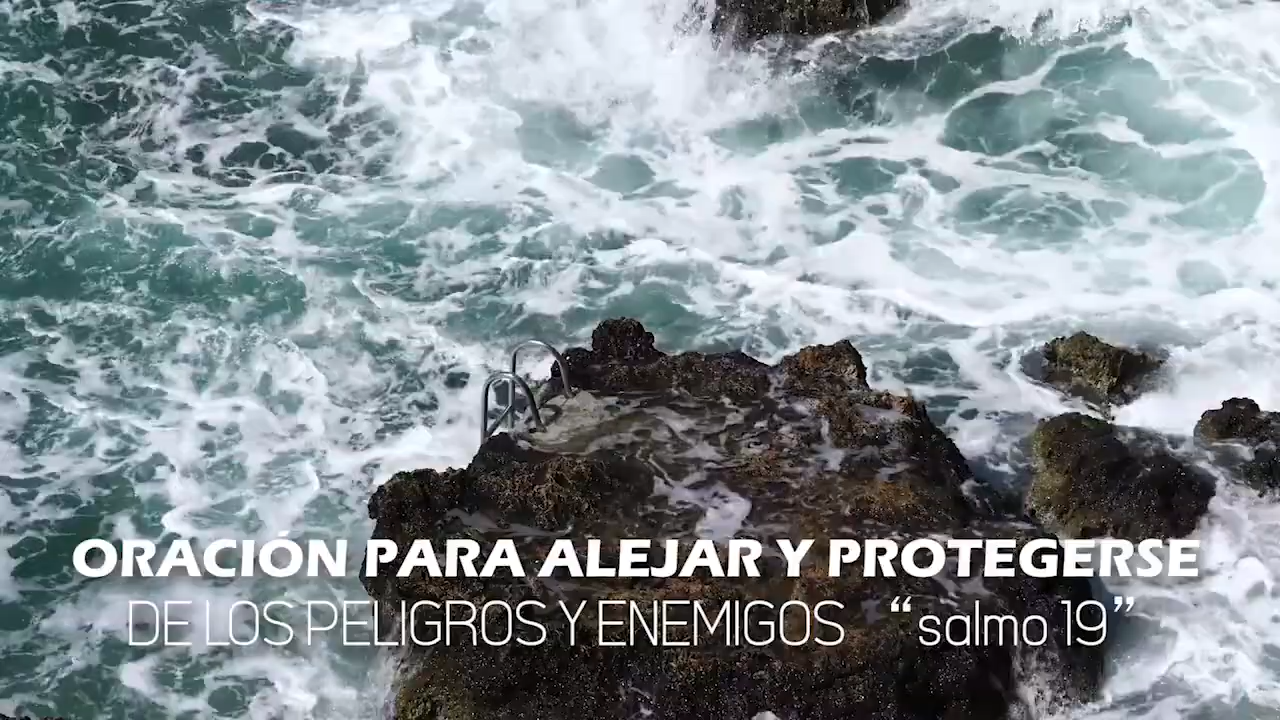 ORACIÓN PARA ALEJAR Y PROTEGERSE
DE LOS PELIGROS Y ENEMIGOS “salmo 19”